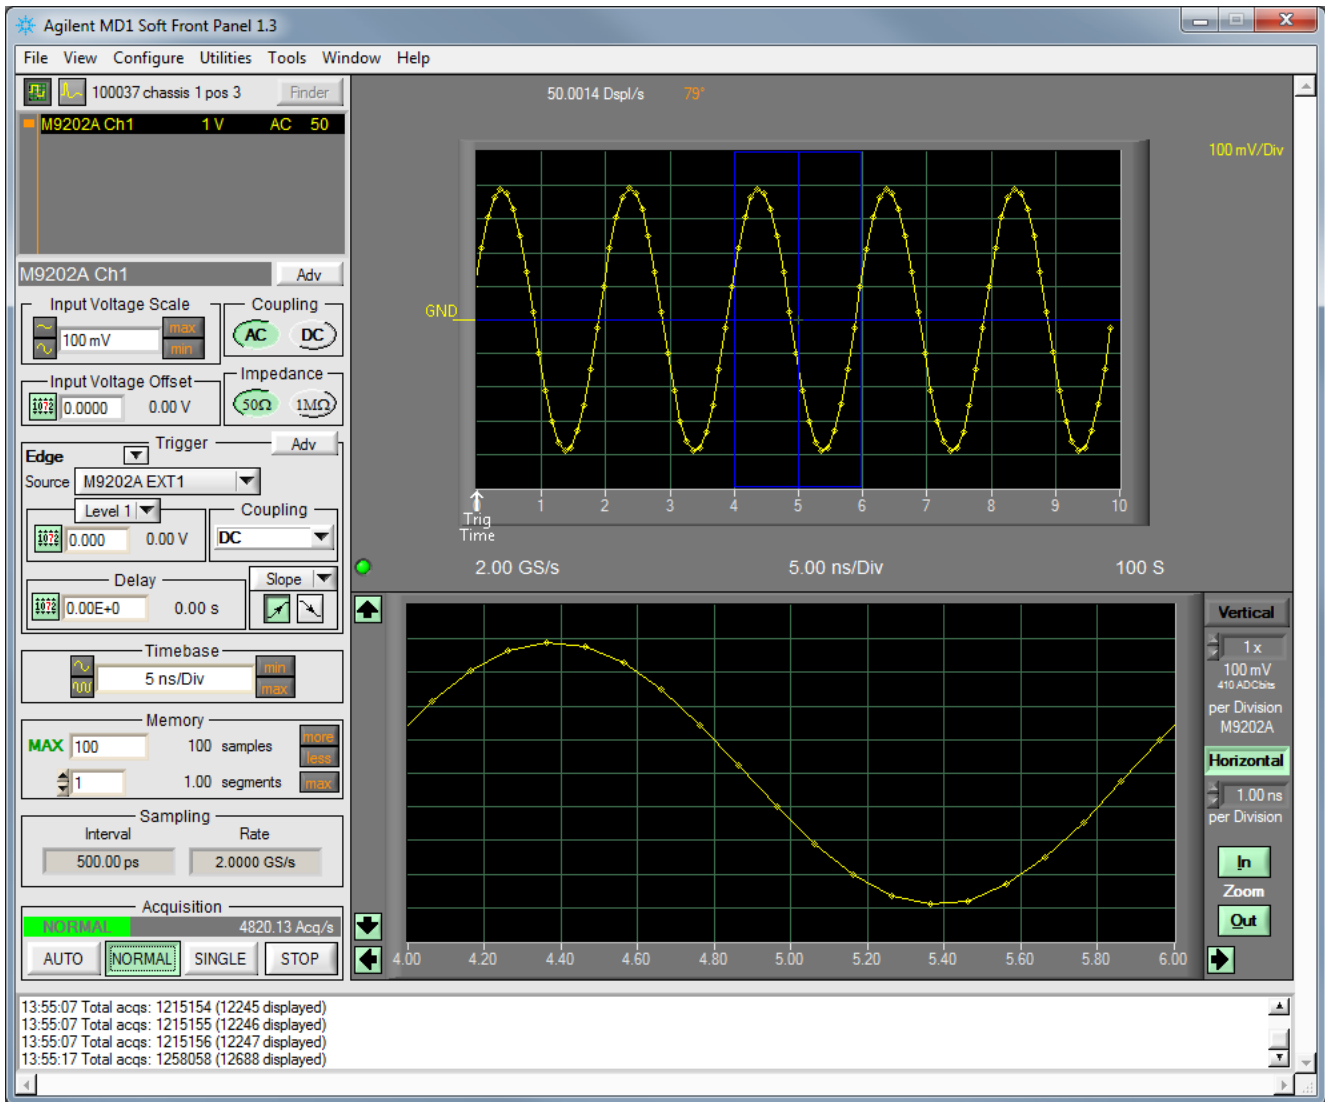 Agilent MD1 Soft Front Panel 1.3
File View Configure Utilities Tools Window Help
100037 chassis 1 pos 3 Finder
M9202A Ch1 1 V AC 50
M9202A Ch1 Adv
Input Voltage Scale
100 mV max min
Coupling
AC DC
Input Voltage Offset
0.0000 0.00 V
Impedance
50Ω 1MΩ
Trigger Adv
Edge
Source M9202A EXT1
Level 1
0.000 0.00 V
Coupling
DC
Delay
0.00E+0 0.00 s
Slope
Timebase
5 ns/Div min max
Memory
MAX 100 100 samples more less
1 1.00 segments max
Sampling
Interval Rate
500.00 ps 2.0000 GS/s
Acquisition
NORMAL 4820.13 Acq/s
AUTO NORMAL SINGLE STOP
50.0014 Dspl/s 79°
100 mV/Div
GND
1 2 3 4 5 6 7 8 9 10
Trig
Time
2.00 GS/s 5.00 ns/Div 100 S
4.00 4.20 4.40 4.60 4.80 5.00 5.20 5.40 5.60 5.80 6.00
Vertical
1 x
100 mV
410 ADCbits
per Division
M9202A
Horizontal
1.00 ns
per Division
In
Zoom
Out
13:55:07 Total acqs: 1215154 (12245 displayed)
13:55:07 Total acqs: 1215155 (12246 displayed)
13:55:07 Total acqs: 1215156 (12247 displayed)
13:55:17 Total acqs: 1258058 (12688 displayed)